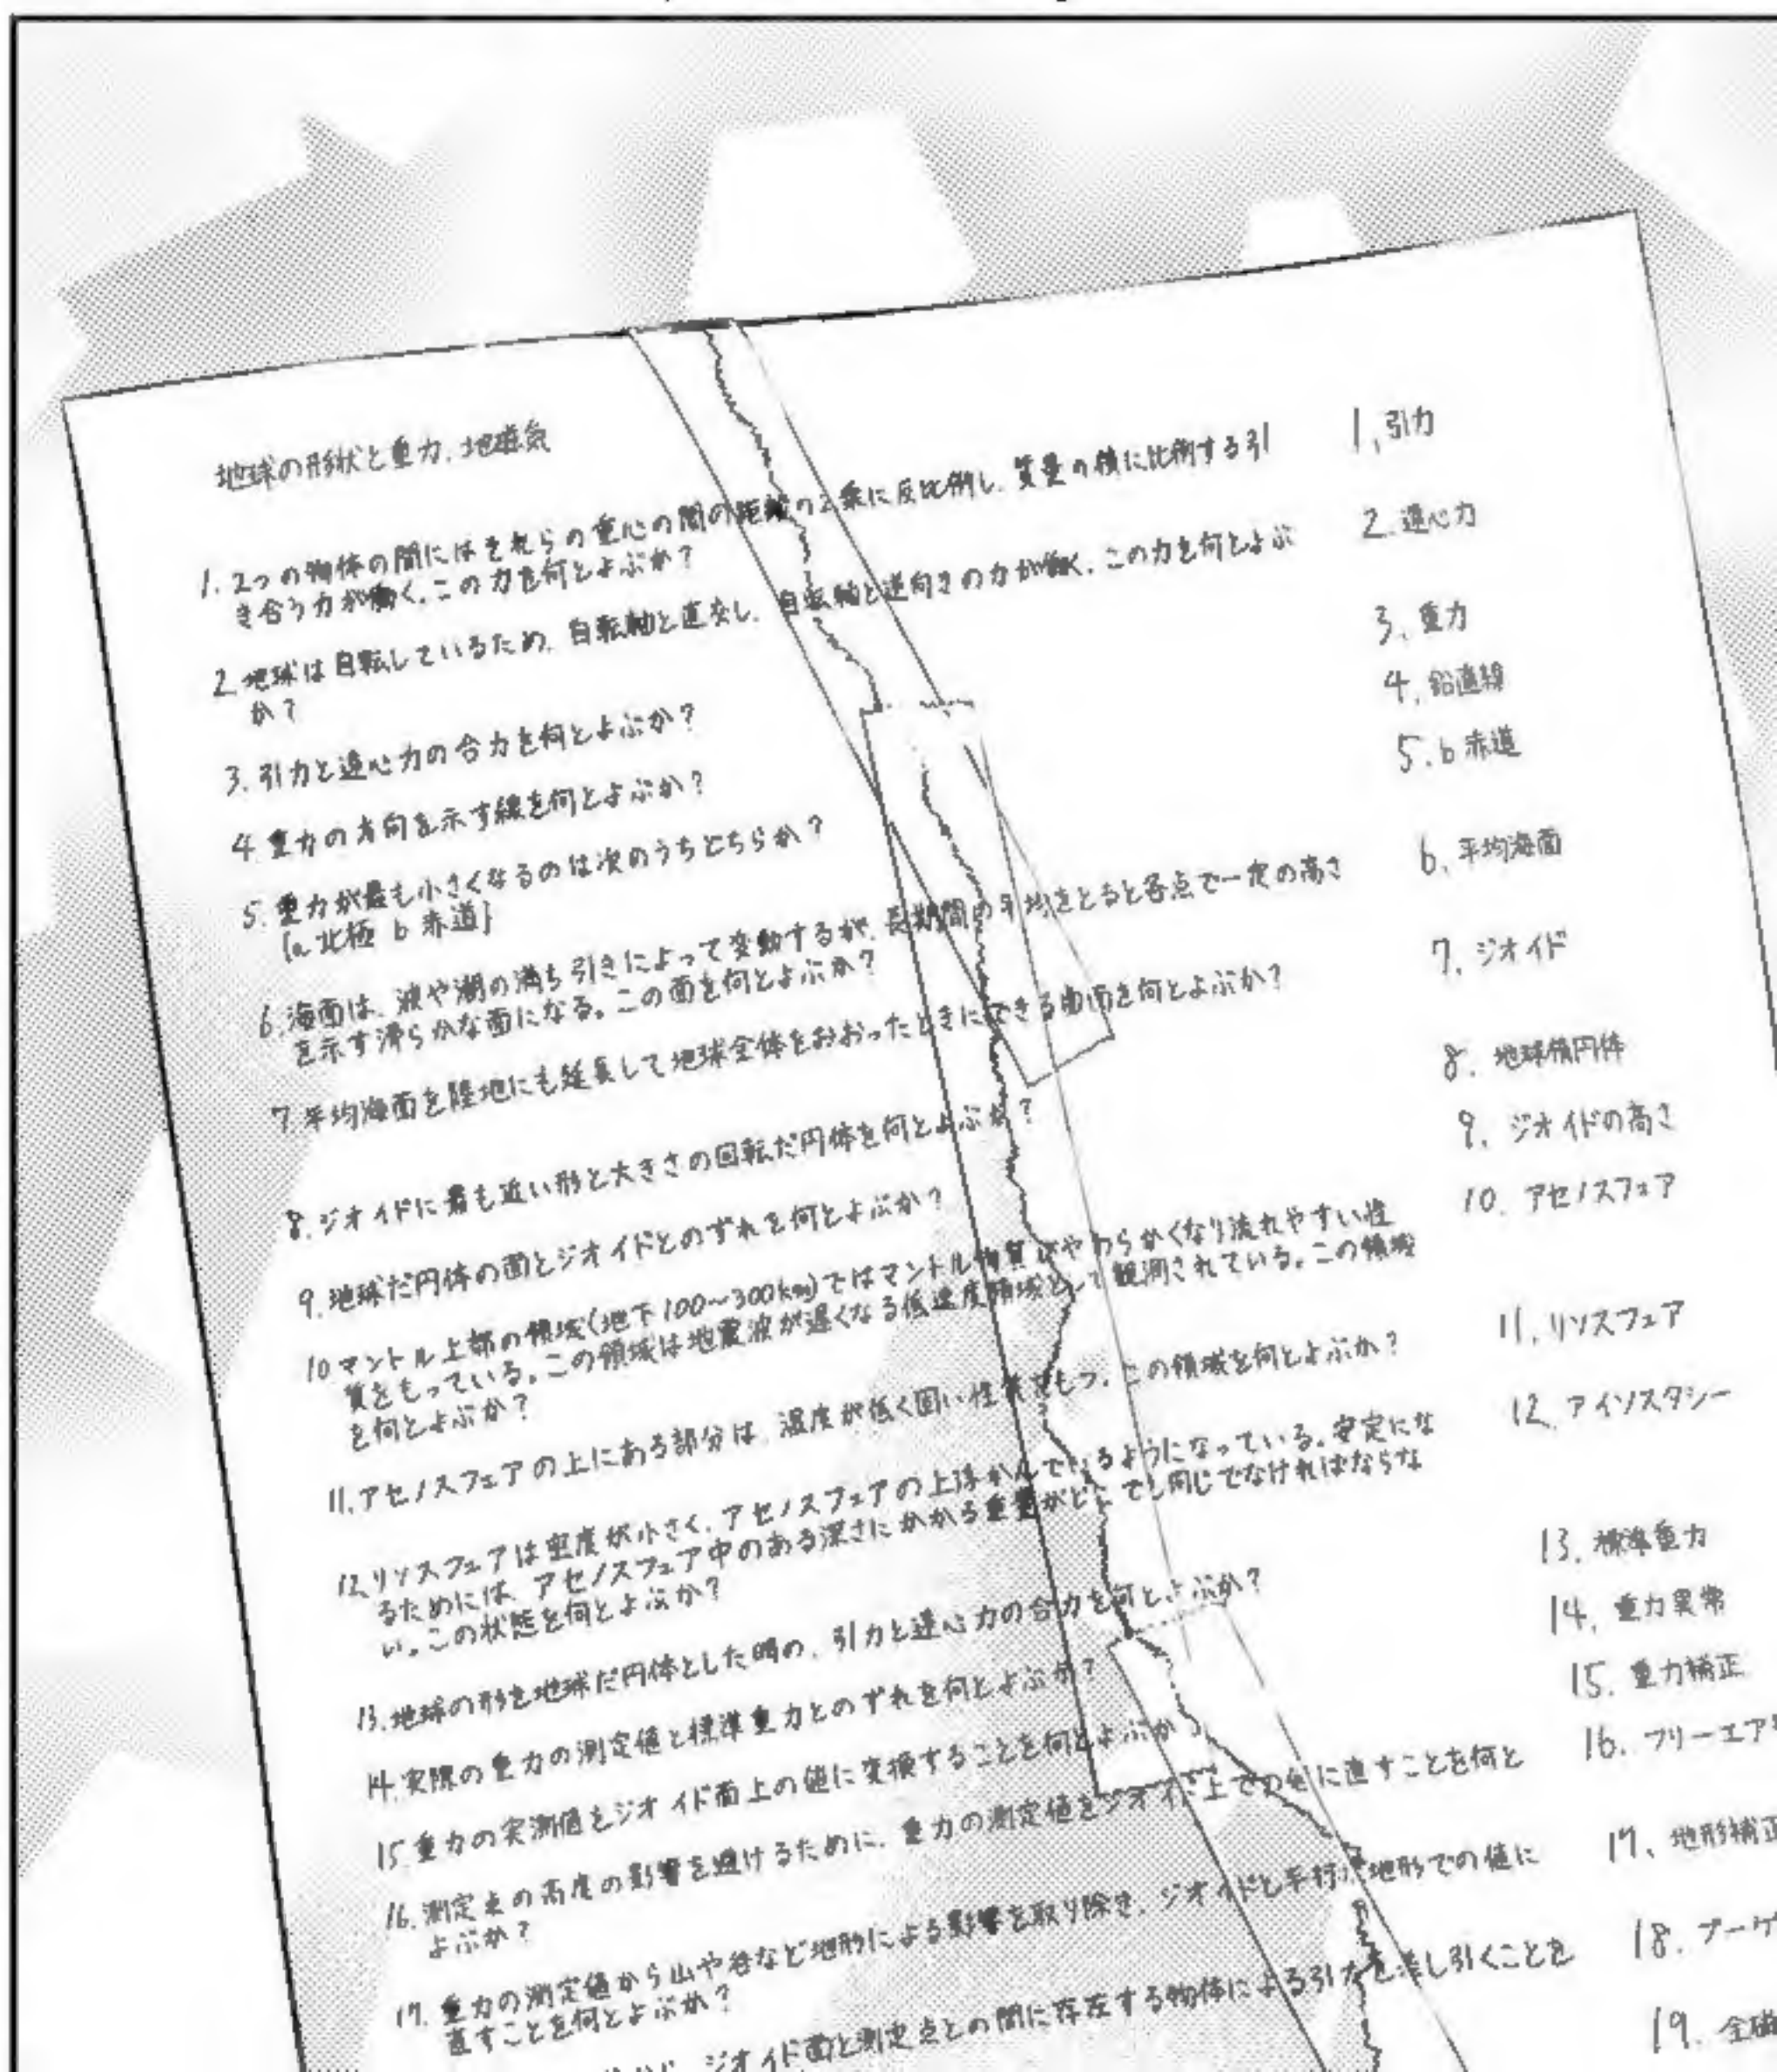 地球の形状と重力、地磁気
1. 2つの物体の間にはそれらの重心の間の距離の2乗に反比例し、質量の積に比例する引
き合う力が働く。この力を何とよぶか？
2. 地球は自転しているため、自転軸と直交し、自転軸と逆向きの力が働く。この力を何とよぶ
か？
3. 引力と遠心力の合力を何とよぶか？
4. 重力の方向を示す線を何とよぶか？
5. 重力が最も小さくなるのは次のうちどちらか？
{a 北極 b 赤道}
6. 海面は、波や潮の満ち引きによって変動するが、長期間の平均をとると各点で一定の高さ
を示す滑らかな面になる。この面を何とよぶか？
7. 平均海面を陸地にも延長して地球全体をおおったときにできる曲面を何とよぶか？
8. ジオイドに最も近い形と大きさの回転だ円体を何とよぶか？
9. 地球だ円体の面とジオイドとのずれを何とよぶか？
10 マントル上部の領域(地下100〜300km)ではマントル物質はやわらかくなり流れやすい性
質をもっている。この領域は地震波が遅くなる低速度領域として観測されている。この領域
を何とよぶか？
11. アセノスフェアの上にある部分は、温度が低く固い性質をもつ。この領域を何とよぶか？
12. リソスフェアは密度が小さく、アセノスフェアの上に浮かんでいるようになっている。安定にな
るためには、アセノスフェア中のある深さにかかる重量がどこでも同じでなければならな
い。この状態を何とよぶか？
13. 地球の形を地球だ円体とした時の、引力と遠心力の合力を何とよぶか？
14. 実際の重力の測定値と標準重力とのずれを何とよぶか？
15. 重力の実測値をジオイド面上の値に変換することを何とよぶか
16. 測定点の高度の影響を避けるために、重力の測定値をジオイド上での値に直すことを何と
よぶか？
17. 重力の測定値から山や谷など地形による影響を取り除き、ジオイドと平行な地形での値に
直すことを何とよぶか？
ジオイド面と測定点との間に存在する物体による引力を差し引くことを
1. 引力
2. 遠心力
3. 重力
4. 鉛直線
5. b 赤道
6. 平均海面
7. ジオイド
8. 地球楕円体
9. ジオイドの高さ
10. アセノスフェア
11. リソスフェア
12. アイソスタシー
13. 標準重力
14. 重力異常
15. 重力補正
16. フリーエア
17. 地形補正
18. ブーゲ
19. 全磁